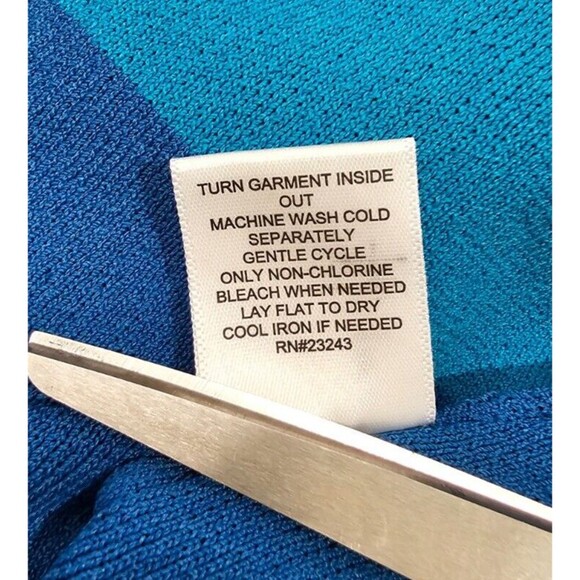 TURN GARMENT INSIDE
OUT
MACHINE WASH COLD
SEPARATELY
GENTLE CYCLE
ONLY NON-CHLORINE
BLEACH WHEN NEEDED
LAY FLAT TO DRY
COOL IRON IF NEEDED
RN#23243